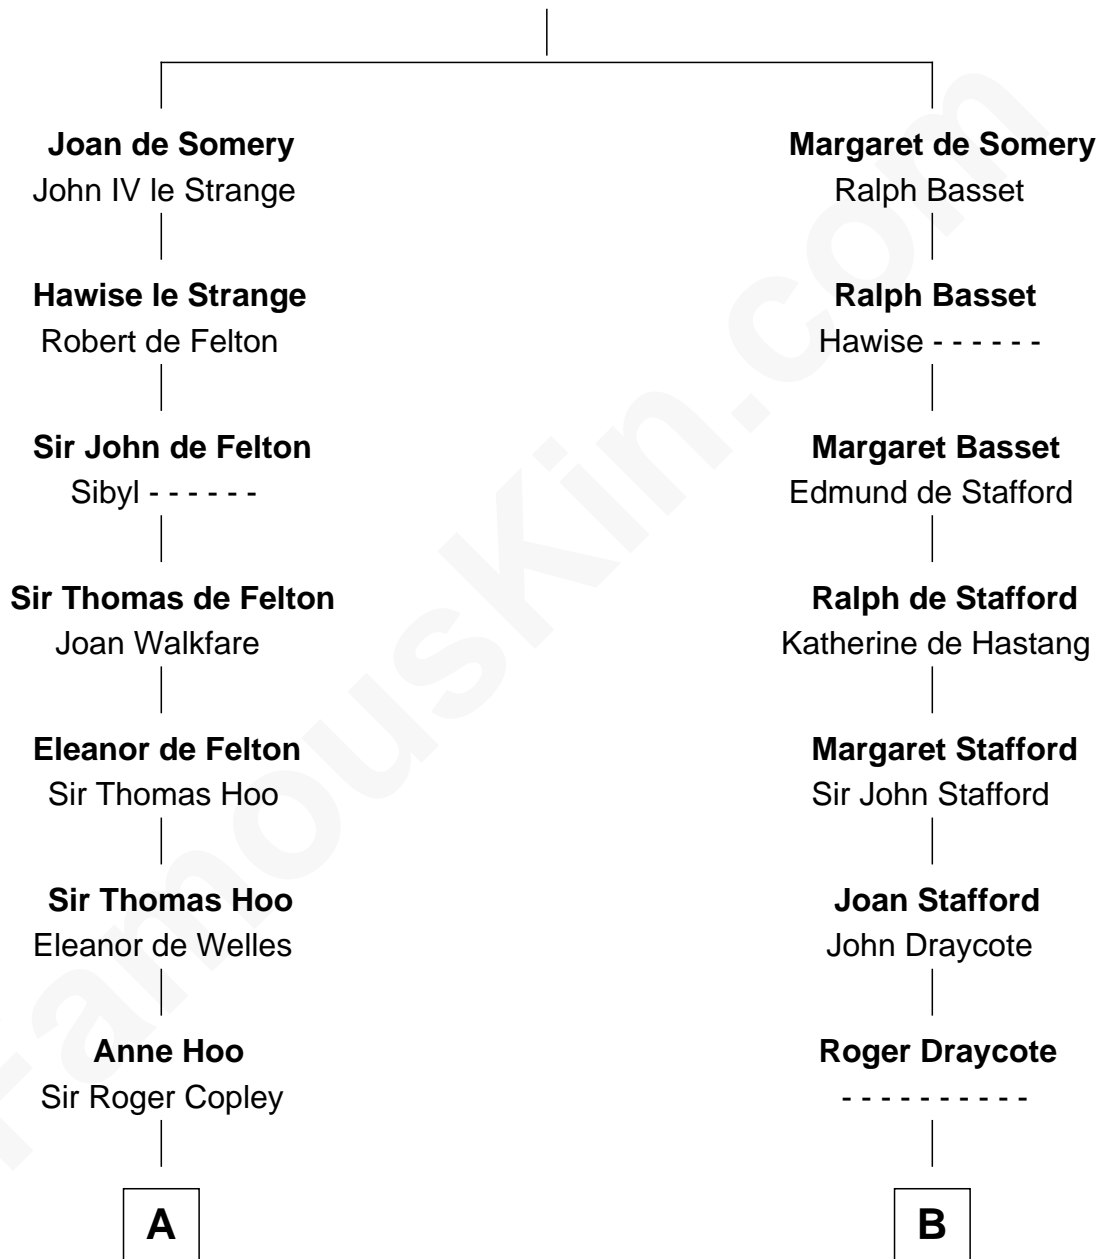 Joan de Somery
John IV le Strange
Hawise le Strange
Robert de Felton
Sir John de Felton
Sibyl - - - - - -
Sir Thomas de Felton
Joan Walkfare
Eleanor de Felton
Sir Thomas Hoo
Sir Thomas Hoo
Eleanor de Welles
Anne Hoo
Sir Roger Copley
A
Margaret de Somery
Ralph Basset
Ralph Basset
Hawise - - - - - -
Margaret Basset
Edmund de Stafford
Ralph de Stafford
Katherine de Hastang
Margaret Stafford
Sir John Stafford
Joan Stafford
John Draycote
Roger Draycote
- - - - - - - - - -
B
FamousKin.com